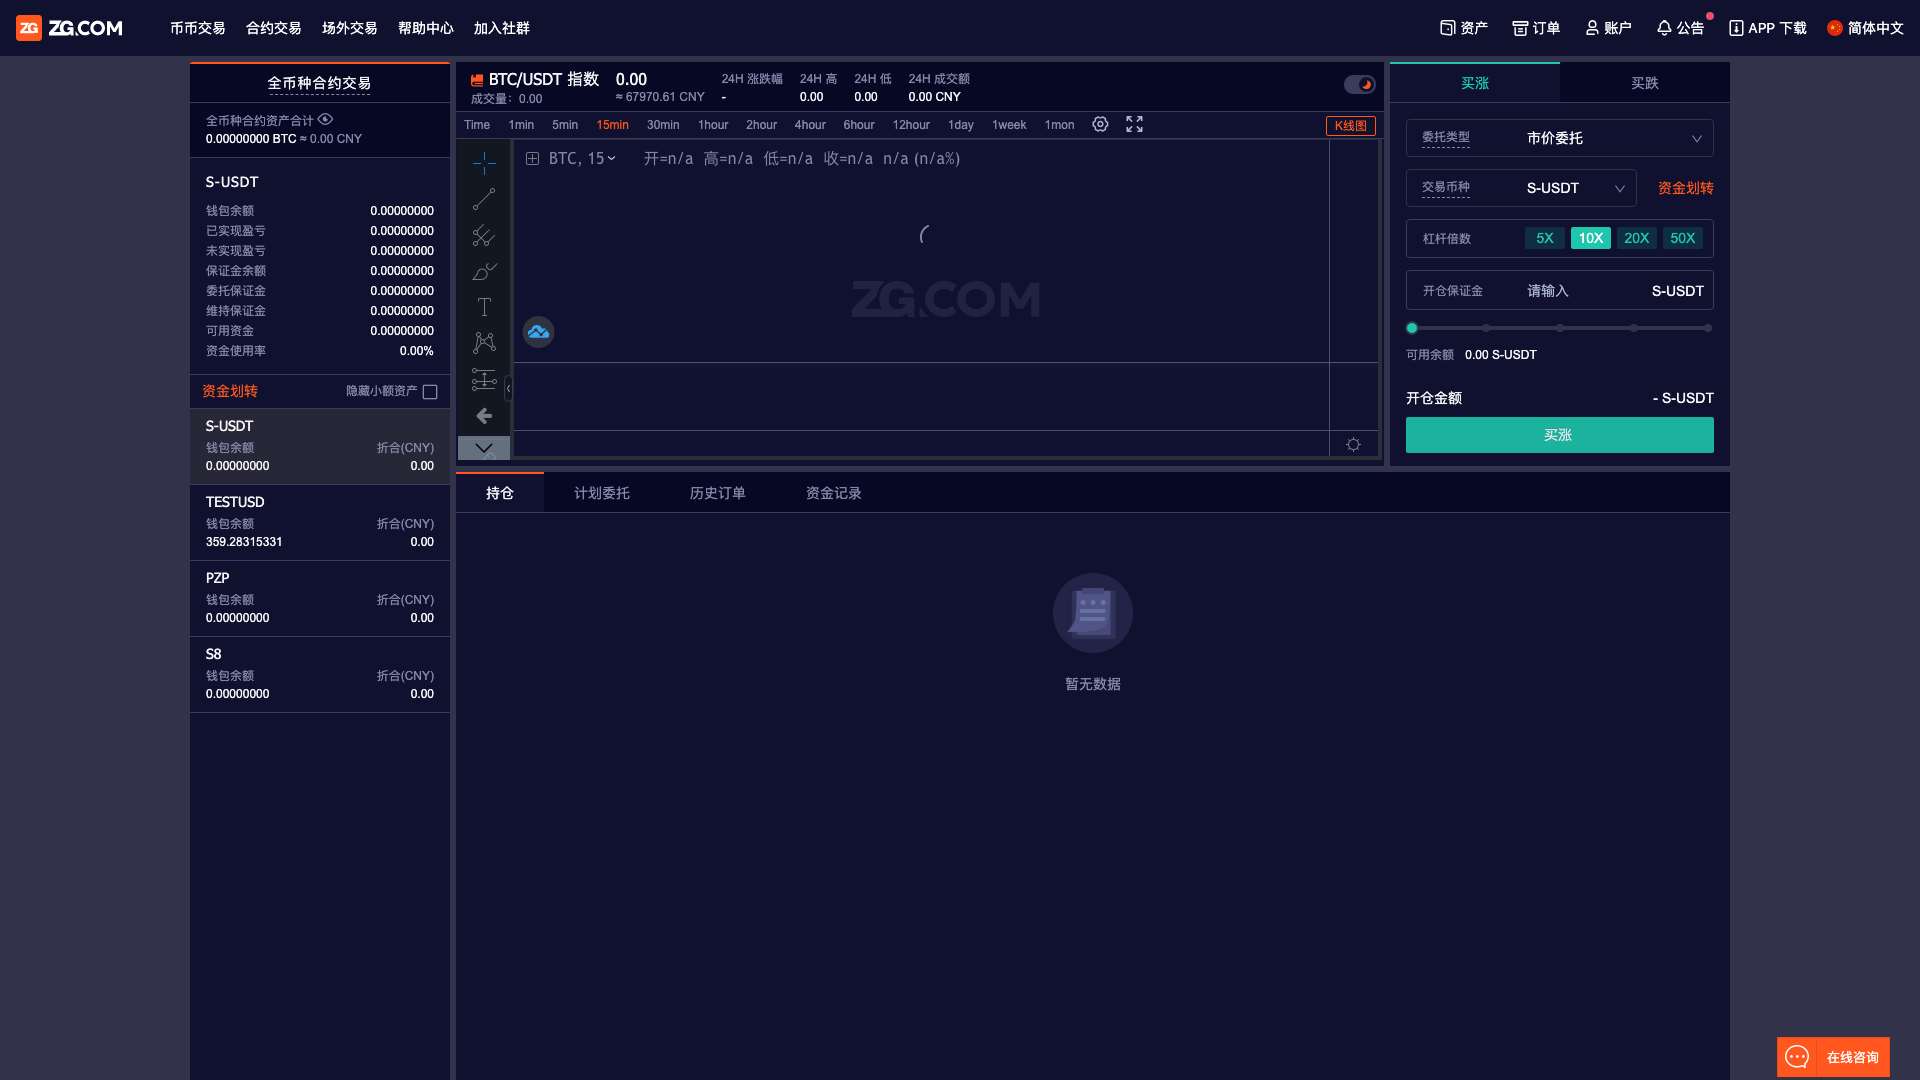 ZG ZG.COM 币币交易 合约交易 场外交易 帮助中心 加入社群 资产 订单 账户 公告 APP 下载 简体中文
全币种合约交易
全币种合约资产合计
0.00000000 BTC ≈ 0.00 CNY
S-USDT
钱包余额 0.00000000
已实现盈亏 0.00000000
未实现盈亏 0.00000000
保证金余额 0.00000000
委托保证金 0.00000000
维持保证金 0.00000000
可用资金 0.00000000
资金使用率 0.00%
资金划转 隐藏小额资产
S-USDT
钱包余额 折合(CNY)
0.00000000 0.00
TESTUSD
钱包余额 折合(CNY)
359.28315331 0.00
PZP
钱包余额 折合(CNY)
0.00000000 0.00
S8
钱包余额 折合(CNY)
0.00000000 0.00
BTC/USDT 指数 0.00 24H 涨跌幅 24H 高 24H 低 24H 成交额
成交量: 0.00 ≈ 67970.61 CNY - 0.00 0.00 0.00 CNY
Time 1min 5min 15min 30min 1hour 2hour 4hour 6hour 12hour 1day 1week 1mon K线图
BTC, 15 开=n/a 高=n/a 低=n/a 收=n/a n/a (n/a%)
ZG.COM
买涨 买跌
委托类型 市价委托
交易币种 S-USDT 资金划转
杠杆倍数 5X 10X 20X 50X
开仓保证金 请输入 S-USDT
可用余额 0.00 S-USDT
开仓金额 - S-USDT
买涨
持仓 计划委托 历史订单 资金记录
暂无数据
在线咨询